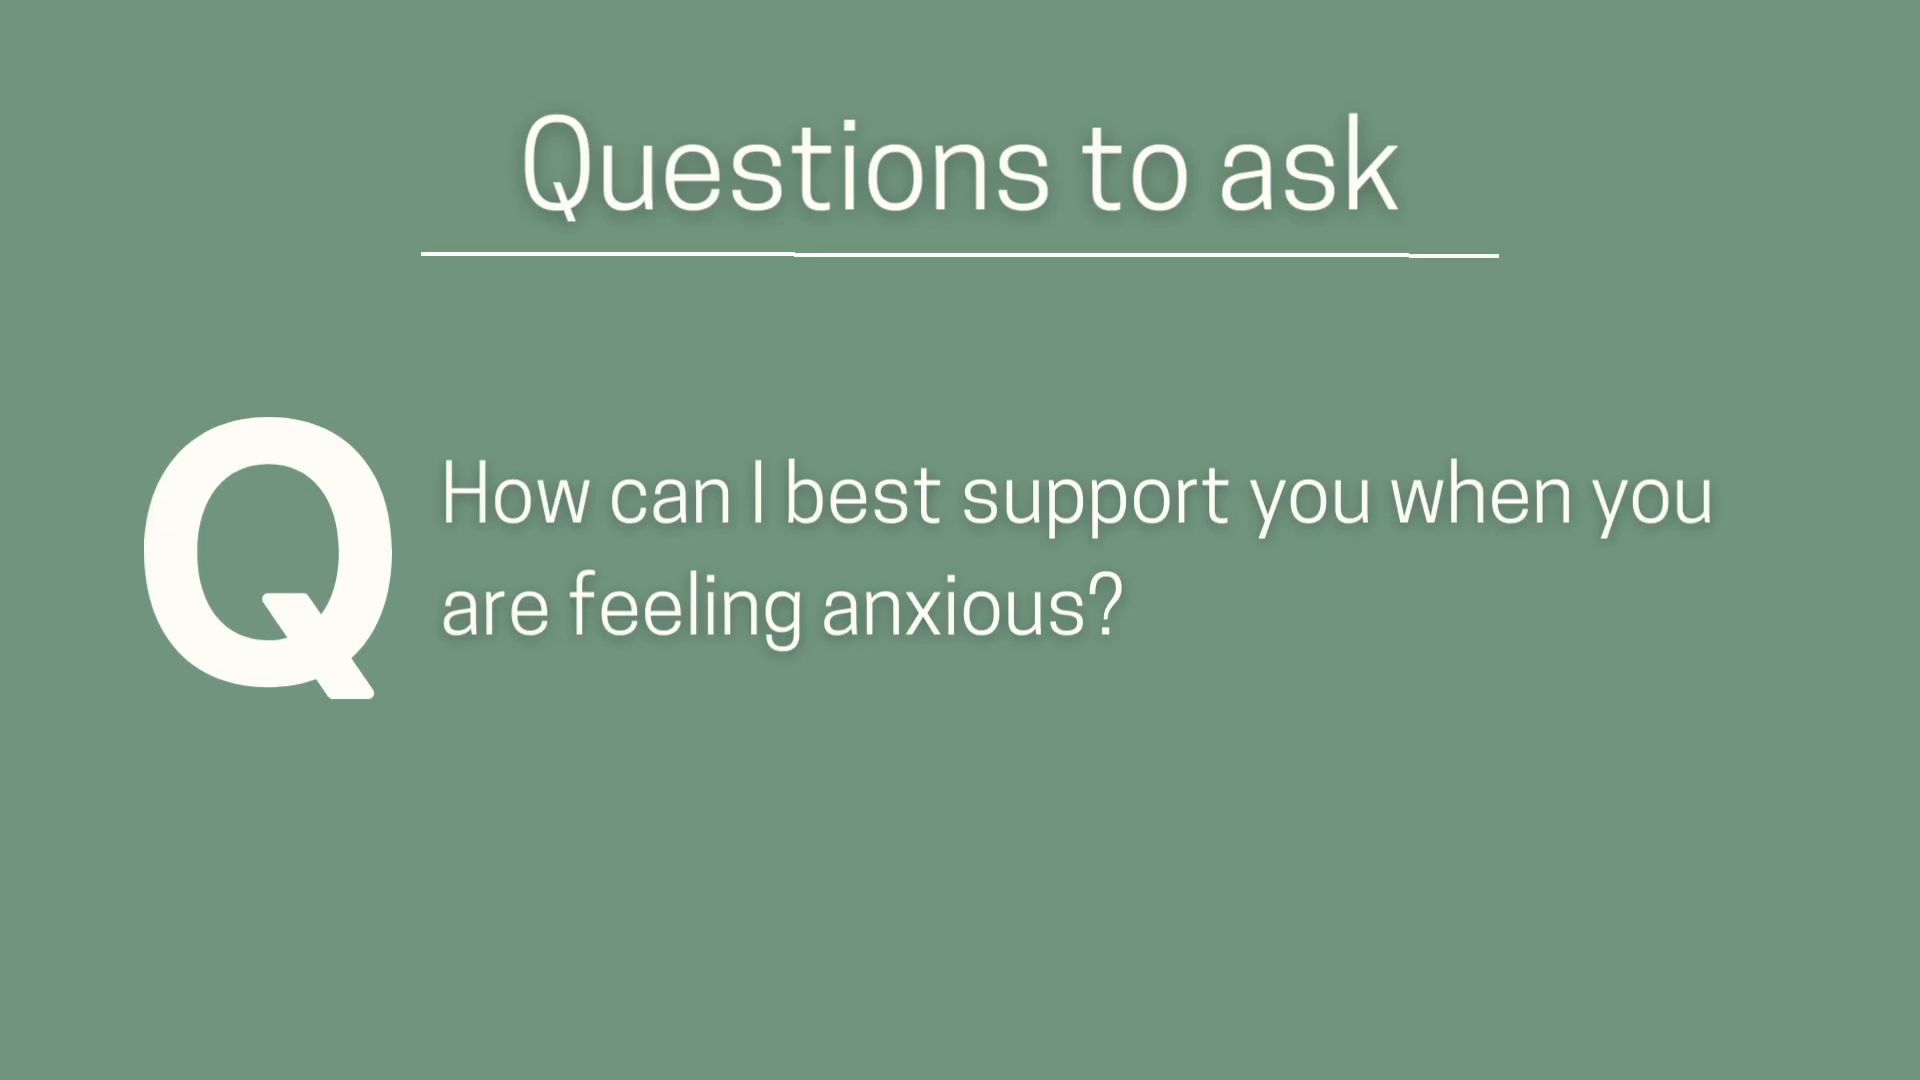 Questions to ask
Q
How can I best support you when you
are feeling anxious?